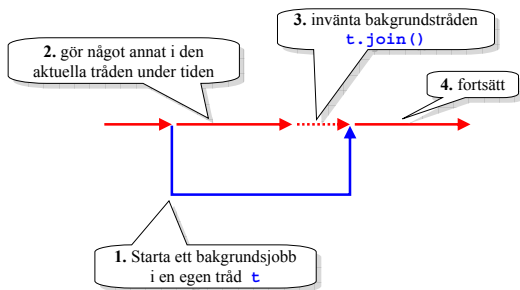 3. invänta bakgrundstråden
t.join()
2. gör något annat i den
aktuella tråden under tiden
4. fortsätt
1. Starta ett bakgrundsjobb
i en egen tråd t